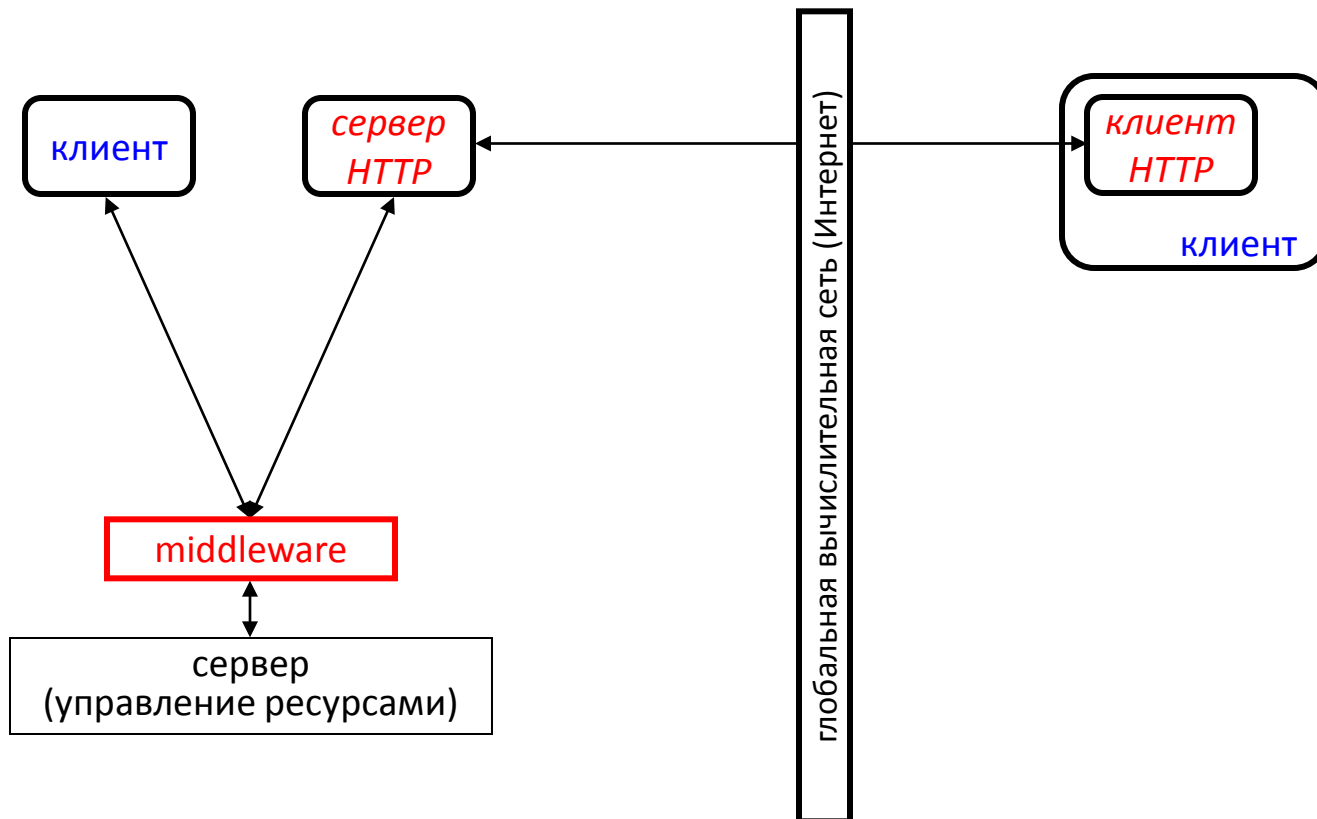 клиент
сервер
HTTP
глобальная вычислительная сеть (Интернет)
клиент
HTTP
клиент
middleware
сервер
(управление ресурсами)